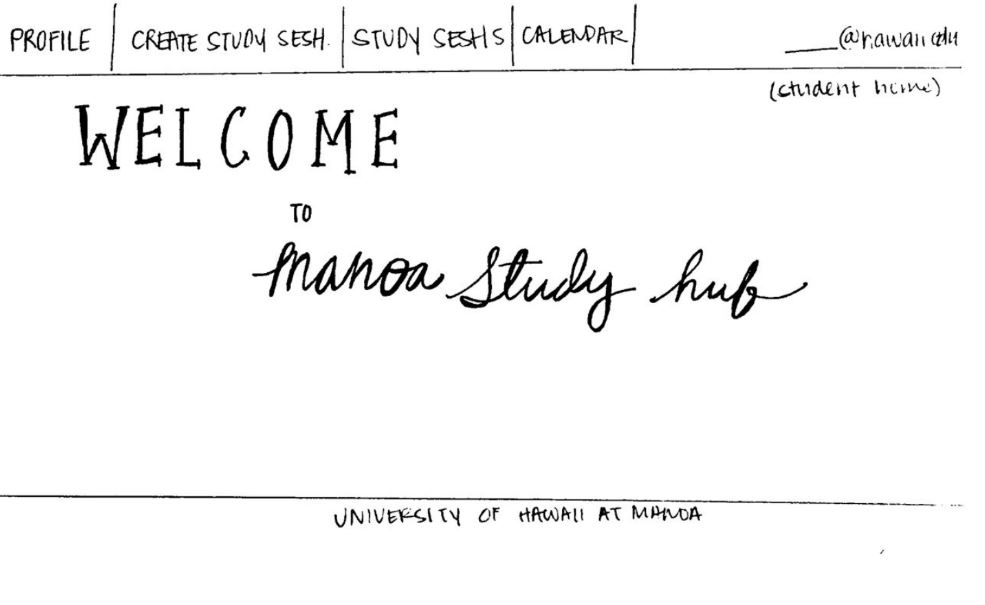 PROFILE CREATE STUDY SESH. STUDY SESHS CALENDAR ____@hawaii.edu
(student home)
WELCOME
TO
Manoa Study hub
UNIVERSITY OF HAWAII AT MANOA